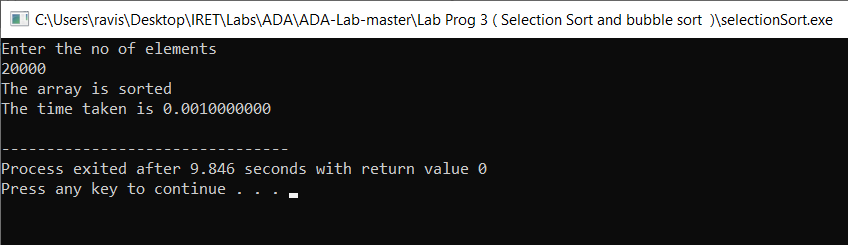 C:\Users\ravis\Desktop\IRET\Labs\ADA\ADA-Lab-master\Lab Prog 3 ( Selection Sort and bubble sort  )\selectionSort.exe
Enter the no of elements
20000
The array is sorted
The time taken is 0.0010000000
--------------------------------
Process exited after 9.846 seconds with return value 0
Press any key to continue . . .